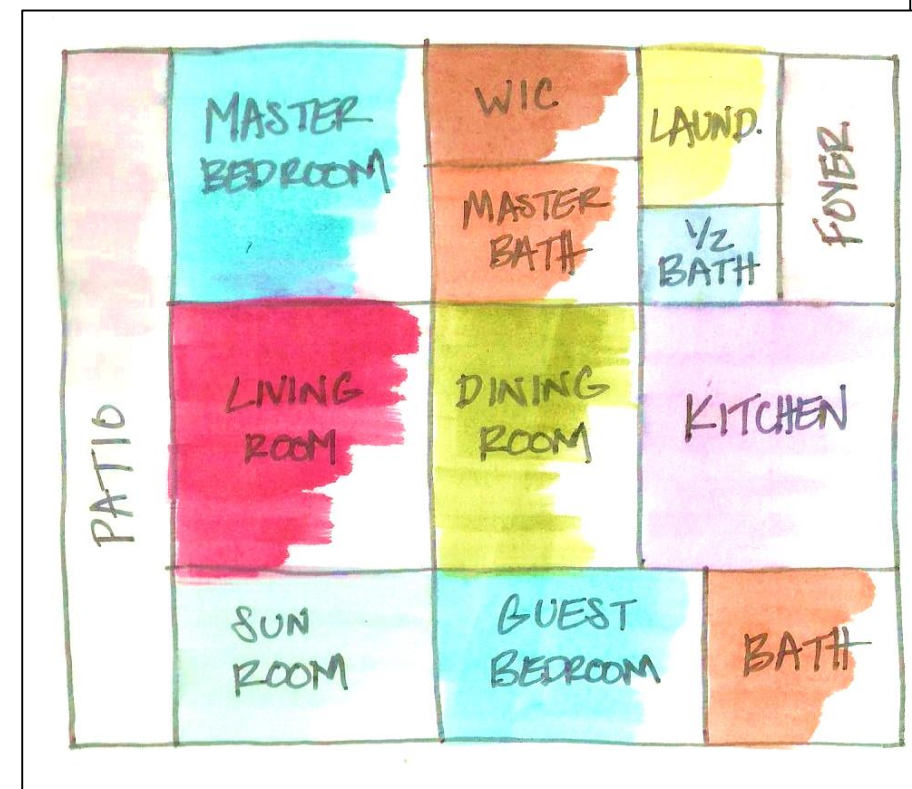 MASTER
BEDROOM
WIC
LAUND.
FOYER
MASTER
BATH
1/2
BATH
PATIO
LIVING
ROOM
DINING
ROOM
KITCHEN
SUN
ROOM
GUEST
BEDROOM
BATH